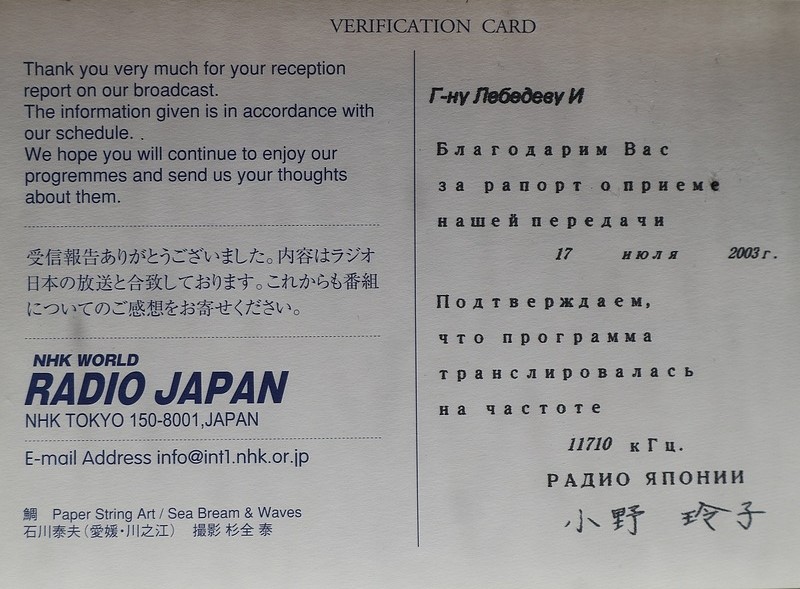 VERIFICATION CARD
Thank you very much for your reception
report on our broadcast.
The information given is in accordance with
our schedule. .
We hope you will continue to enjoy our
progremmes and send us your thoughts
about them.
受信報告ありがとうございました。内容はラジオ
日本の放送と合致しております。これからも番組
についてのご感想をお寄せください。
NHK WORLD
RADIO JAPAN
NHK TOKYO 150-8001,JAPAN
E-mail Address info@int1.nhk.or.jp
鯛 Paper String Art / Sea Bream & Waves
石川泰夫(愛媛・川之江) 撮影 杉全 泰
Г-ну Лебедеву И
Благодарим Вас
за рапорт о приеме
нашей передачи
17 июля 2003 г.
Подтверждаем,
что программа
транслировалась
на частоте
11710 кГц.
РАДИО ЯПОНИИ
小野 玲子